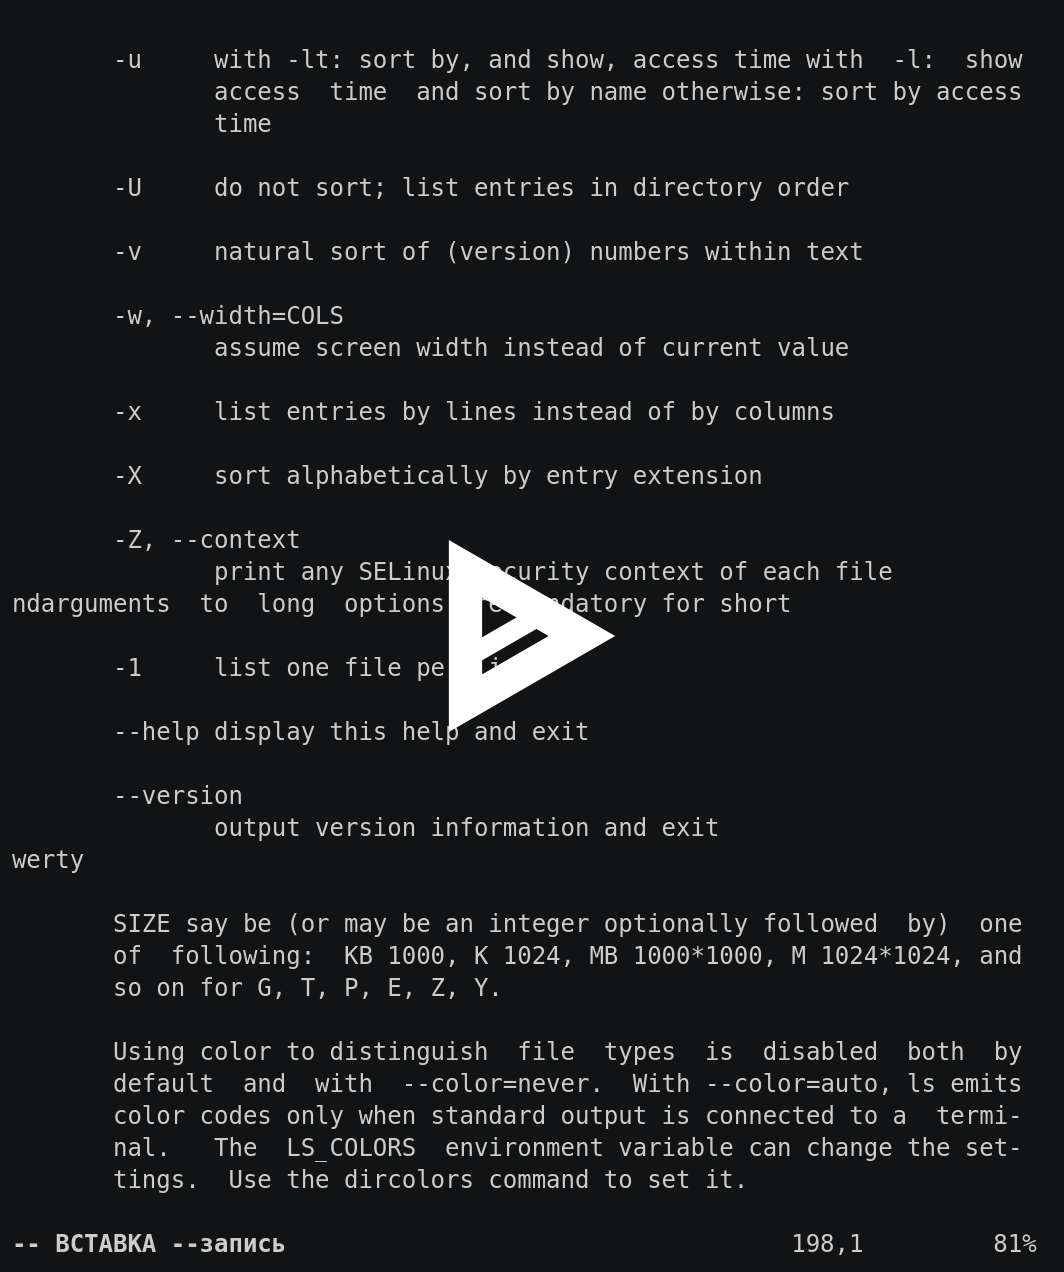 -u     with -lt: sort by, and show, access time with  -l:  show
access  time  and sort by name otherwise: sort by access
time
-U     do not sort; list entries in directory order
-v     natural sort of (version) numbers within text
-w, --width=COLS
assume screen width instead of current value
-x     list entries by lines instead of by columns
-X     sort alphabetically by entry extension
-Z, --context
print any SELinux security context of each file
ndarguments  to  long  options mandatory for short
-1     list one file
--help display this help and exit
--version
output version information and exit
werty
SIZE say be (or may be an integer optionally followed  by)  one
of  following:  KB 1000, K 1024, MB 1000*1000, M 1024*1024, and
so on for G, T, P, E, Z, Y.
Using color to distinguish  file  types  is  disabled  both  by
default  and  with  --color=never.  With --color=auto, ls emits
color codes only when standard output is connected to a  termi-
nal.   The  LS_COLORS  environment variable can change the set-
tings.  Use the dircolors command to set it.
-- ВСТАВКА --запись 198,1 81%